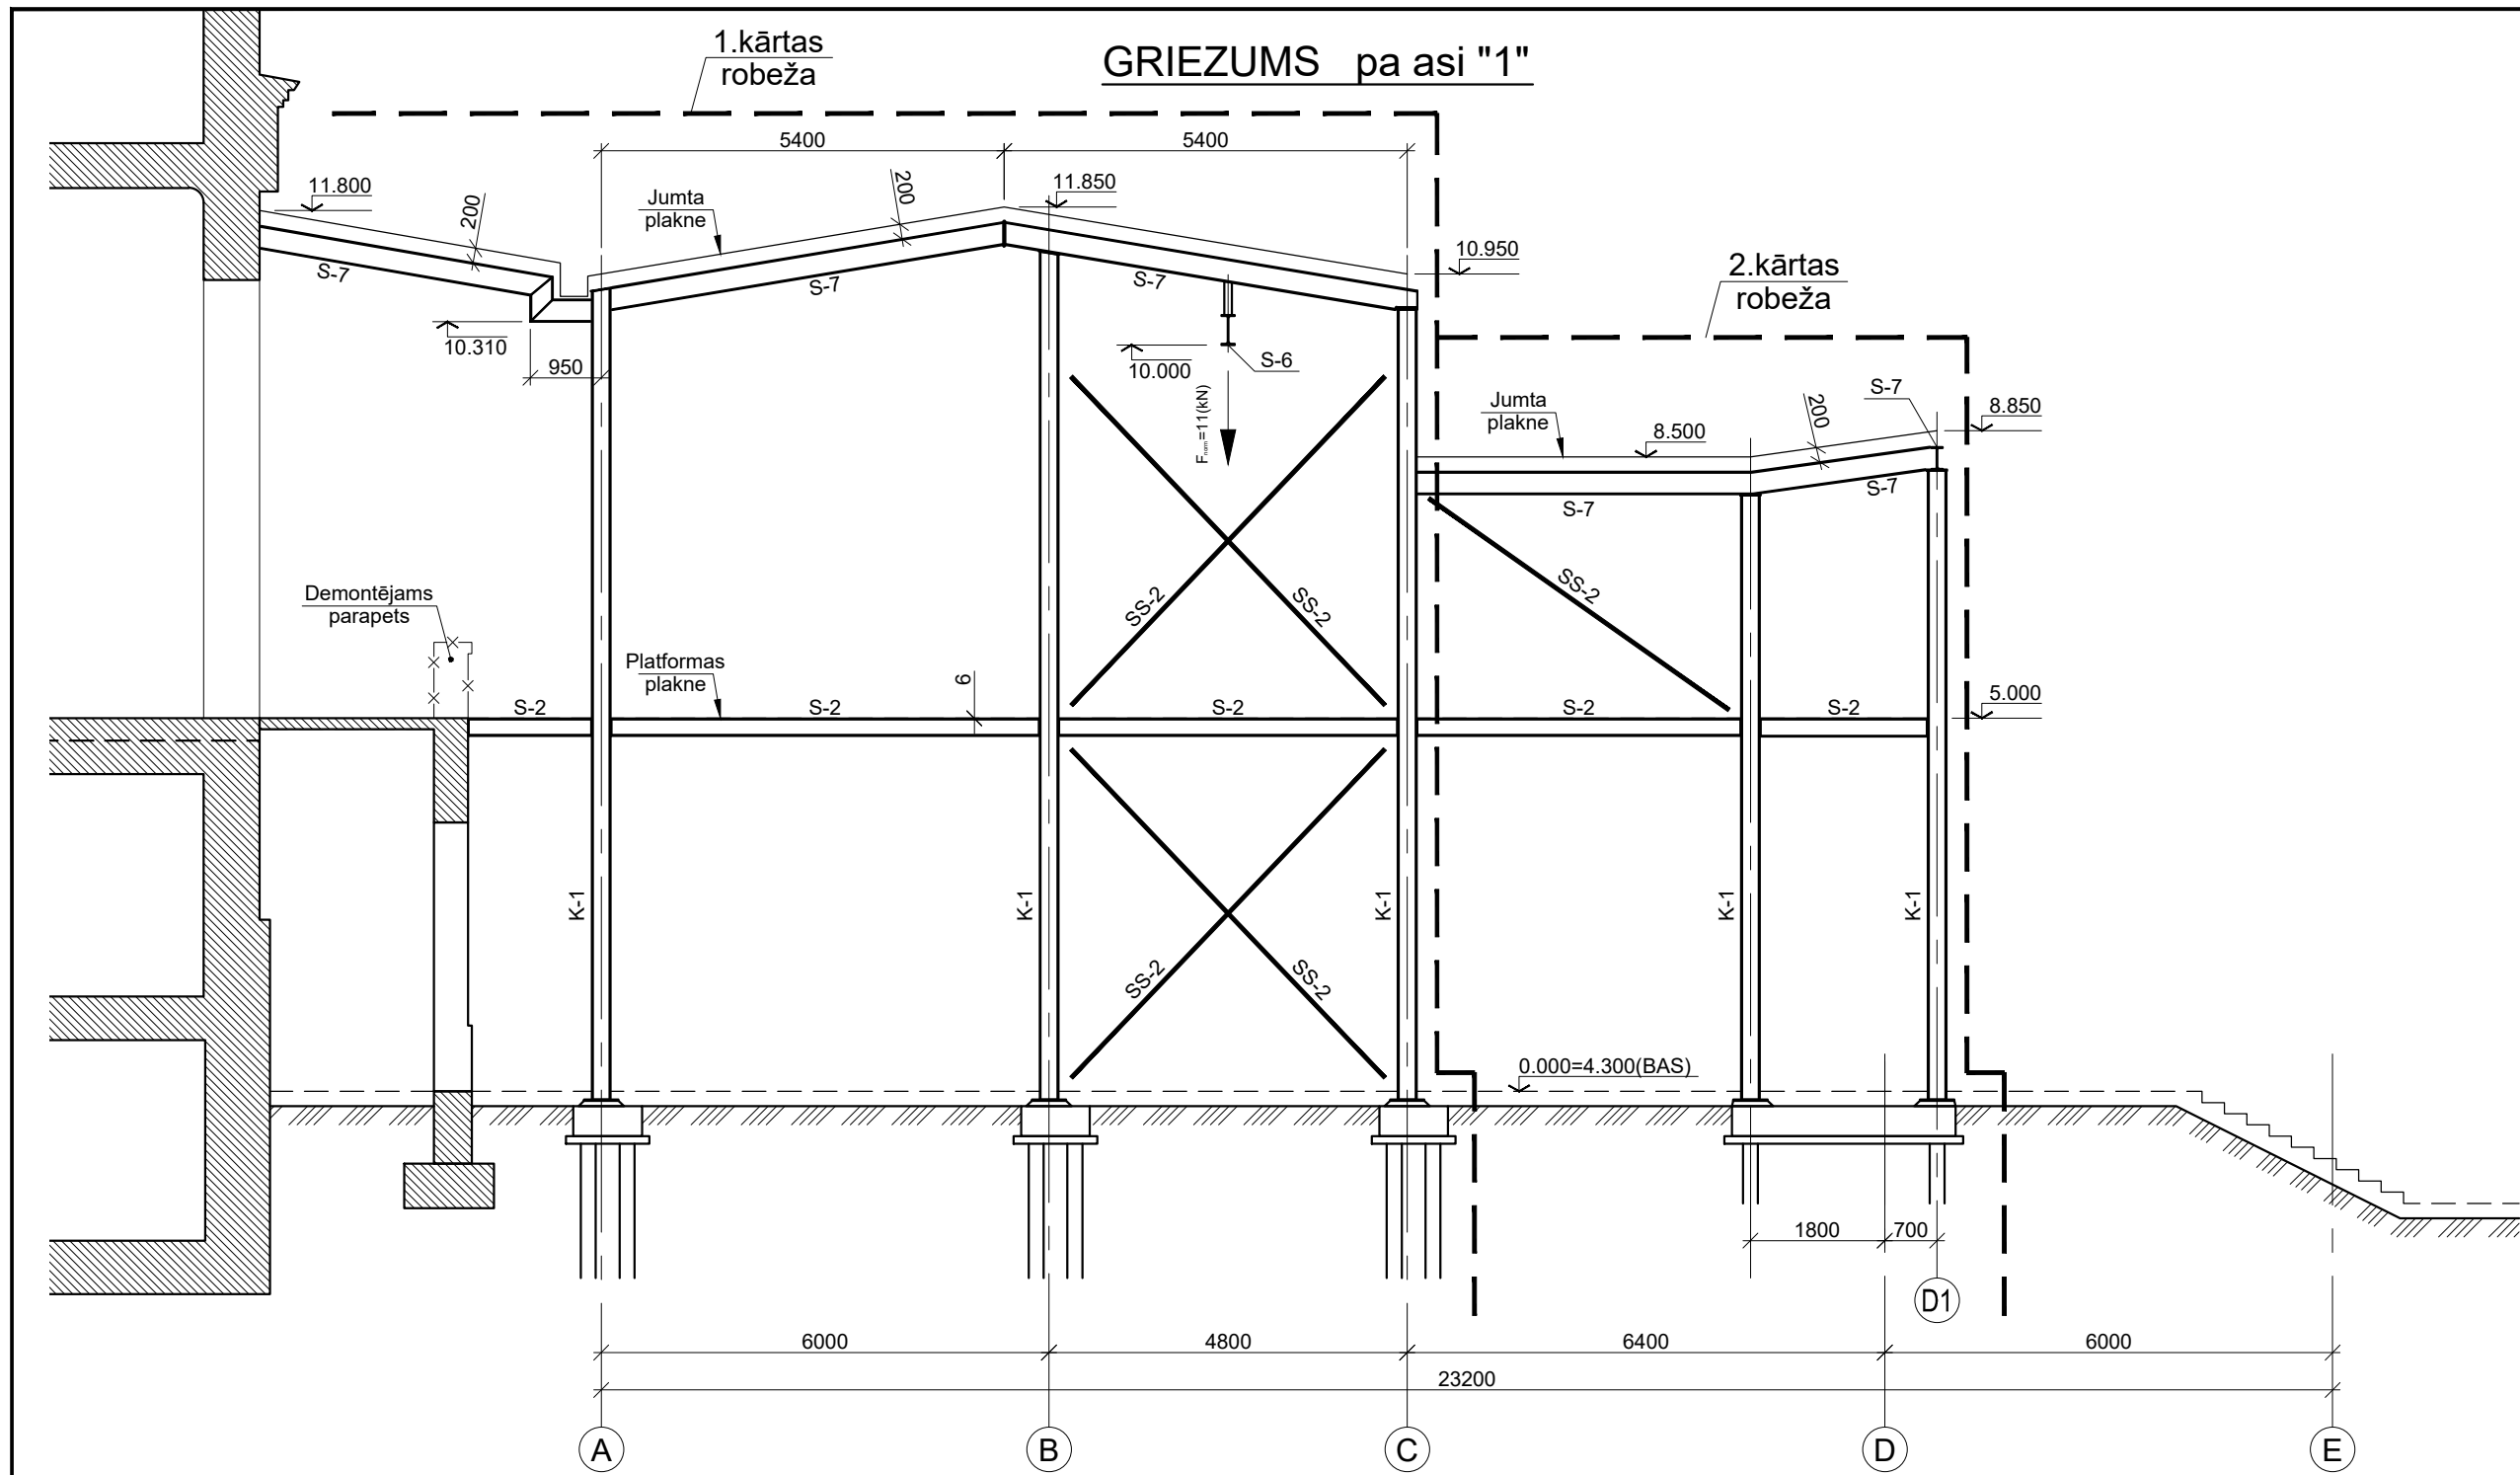 1.kārtas
robeža
GRIEZUMS pa asi "1"
5400
5400
11.800
200
Jumta
plakne
200
11.850
10.950
2.kārtas
robeža
S-7
S-7
S-7
10.310
950
10.000
S-6
Fnorm=11(kN)
Jumta
plakne
8.500
200
S-7
8.850
S-7
S-7
Demontējams
parapets
SS-2
SS-2
SS-2
Platformas
plakne
6
5.000
S-2
S-2
S-2
S-2
S-2
K-1
K-1
K-1
K-1
K-1
SS-2
SS-2
0.000=4.300(BAS)
1800
700
D1
6000
4800
6400
6000
23200
A
B
C
D
E